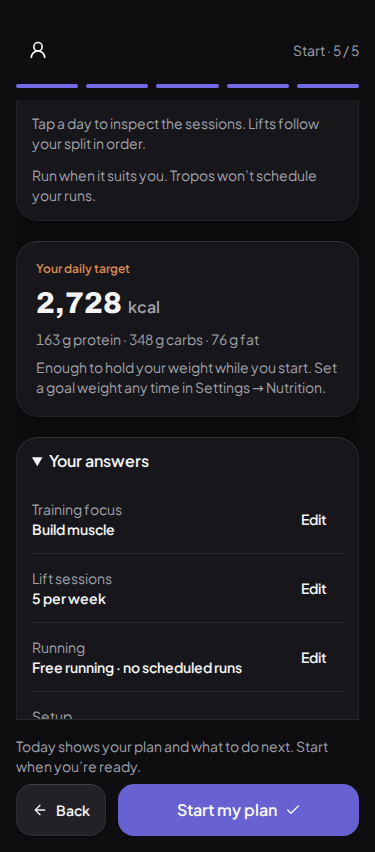 Start · 5 / 5
Tap a day to inspect the sessions. Lifts follow
your split in order.
Run when it suits you. Tropos won't schedule
your runs.
Your daily target
2,728 kcal
163 g protein · 348 g carbs · 76 g fat
Enough to hold your weight while you start. Set
a goal weight any time in Settings → Nutrition.
▼ Your answers
Training focus
Build muscle
Edit
Lift sessions
5 per week
Edit
Running
Free running · no scheduled runs
Edit
Setup
Today shows your plan and what to do next. Start
when you're ready.
← Back
Start my plan ✓